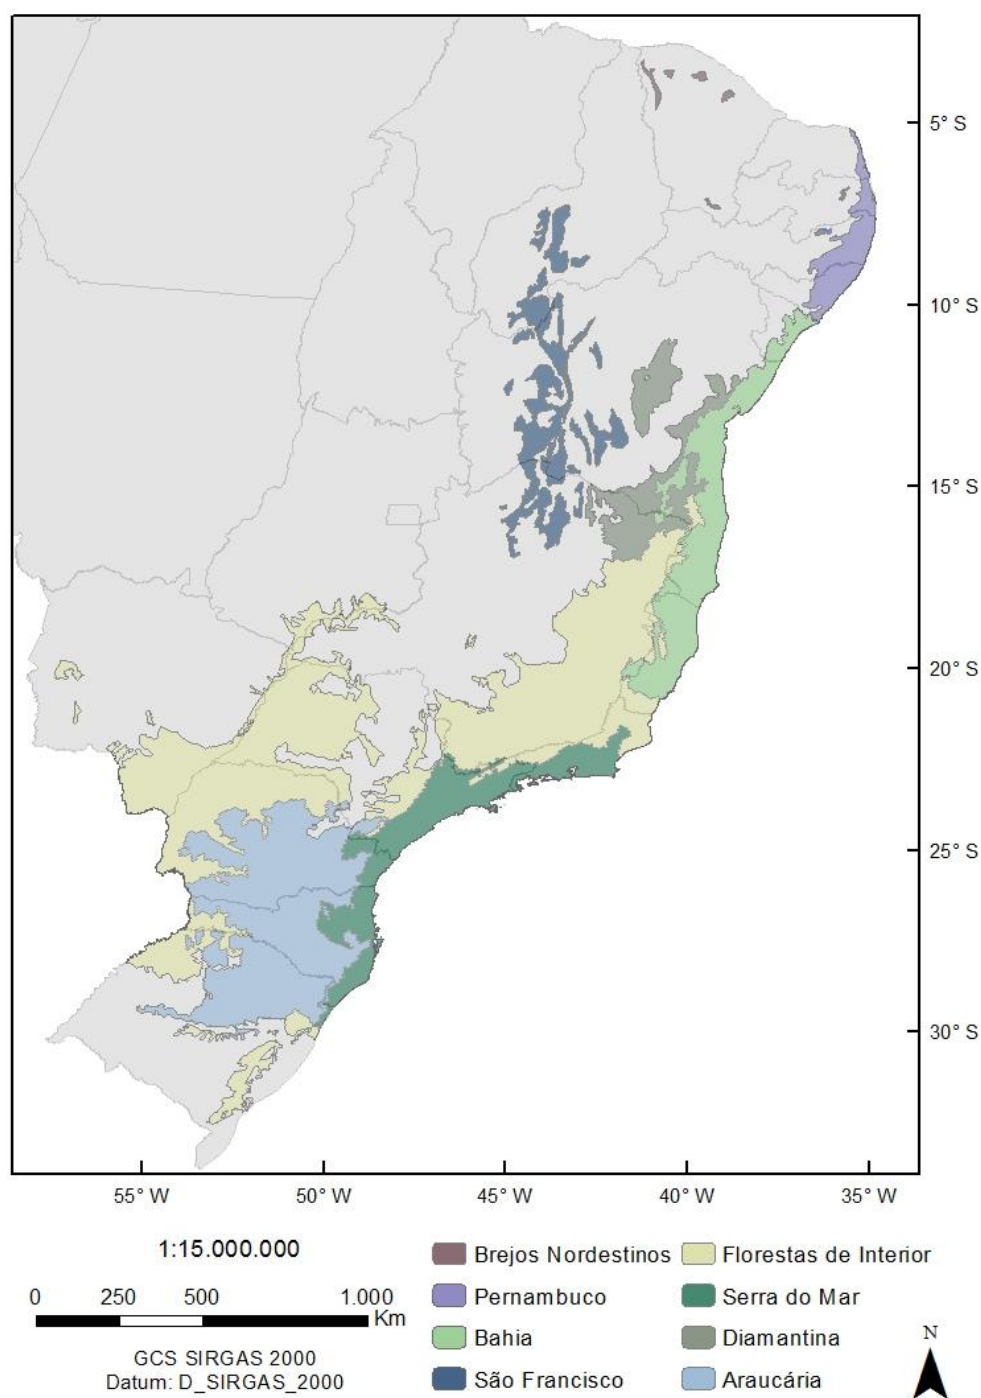 5° S
10° S
15° S
20° S
25° S
30° S
55° W
50° W
45° W
40° W
35° W
1:15.000.000
0 250 500 1.000
Km
GCS SIRGAS 2000
Datum: D_SIRGAS_2000
Brejos Nordestinos
Pernambuco
Bahia
São Francisco
Florestas de Interior
Serra do Mar
Diamantina
Araucária
N